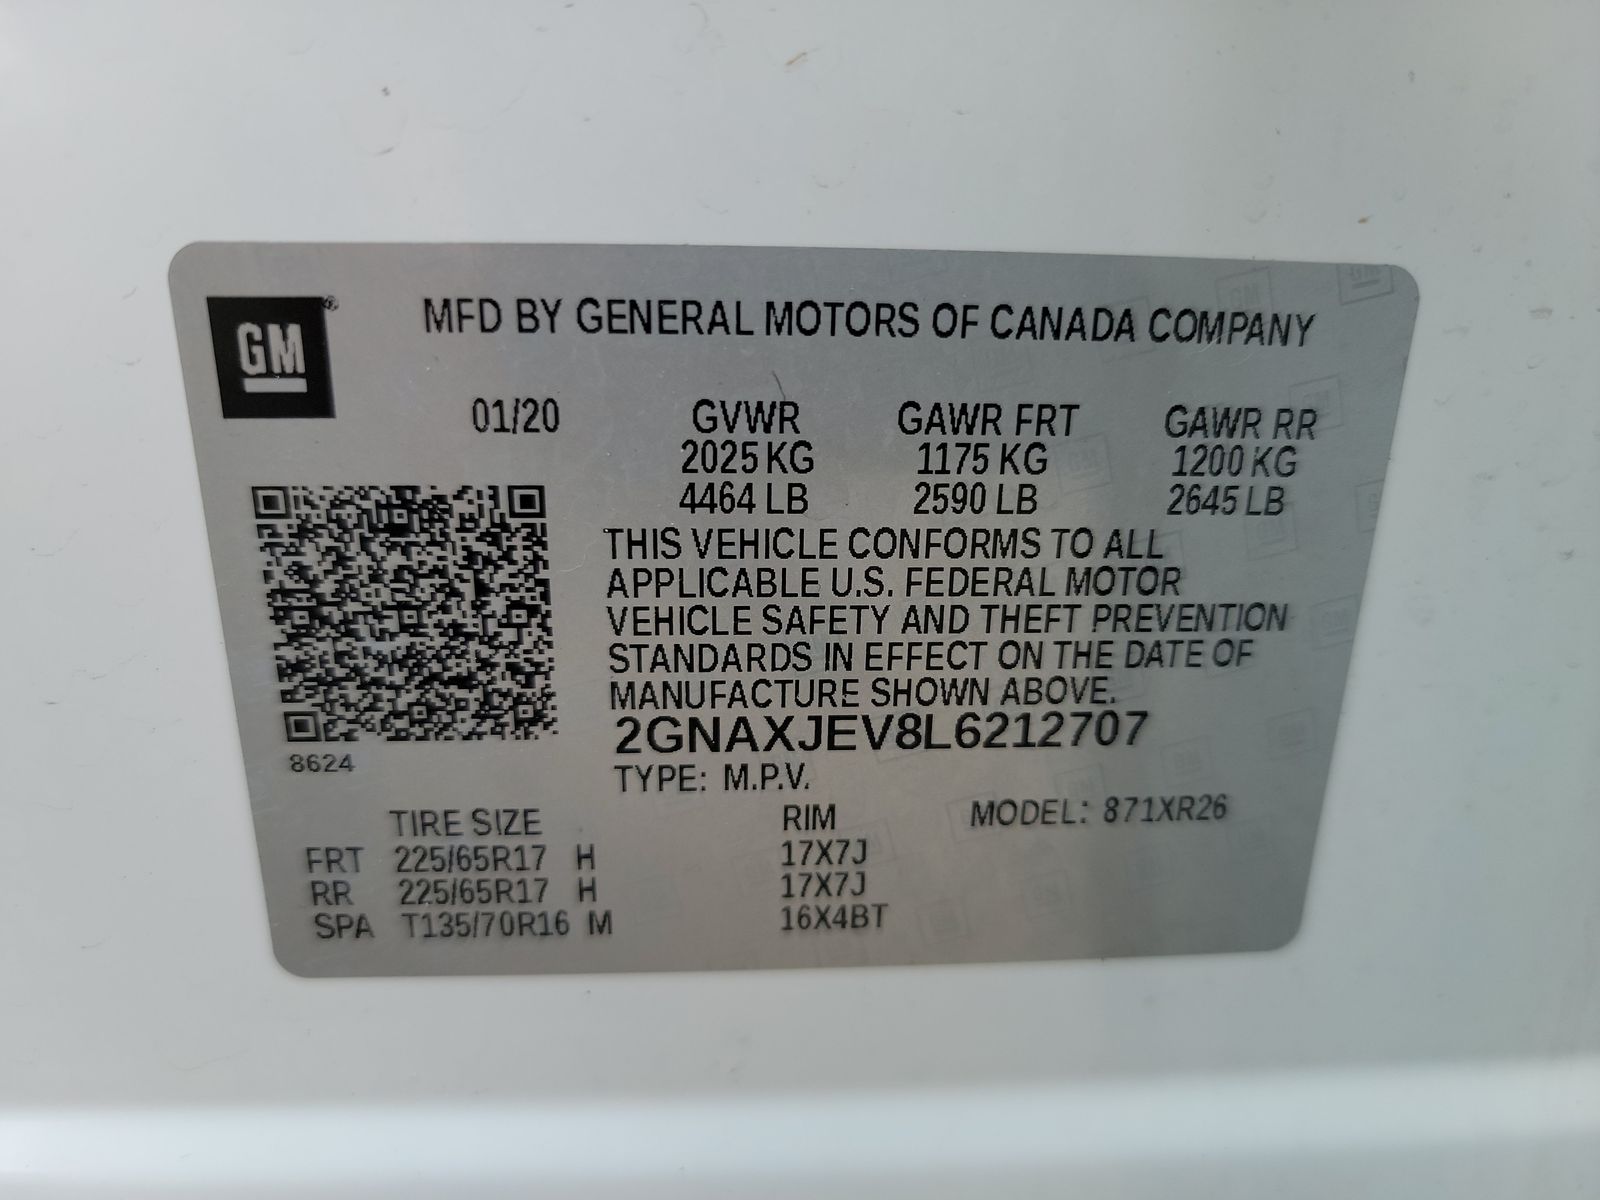 GM®
MFD BY GENERAL MOTORS OF CANADA COMPANY
01/20 GVWR GAWR FRT GAWR RR
2025 KG 1175 KG 1200 KG
4464 LB 2590 LB 2645 LB
THIS VEHICLE CONFORMS TO ALL
APPLICABLE U.S. FEDERAL MOTOR
VEHICLE SAFETY AND THEFT PREVENTION
STANDARDS IN EFFECT ON THE DATE OF
MANUFACTURE SHOWN ABOVE.
2GNAXJEV8L6212707
8624
TYPE: M.P.V.
TIRE SIZE RIM MODEL: 871XR26
FRT 225/65R17 H 17X7J
RR 225/65R17 H 17X7J
SPA T135/70R16 M 16X4BT